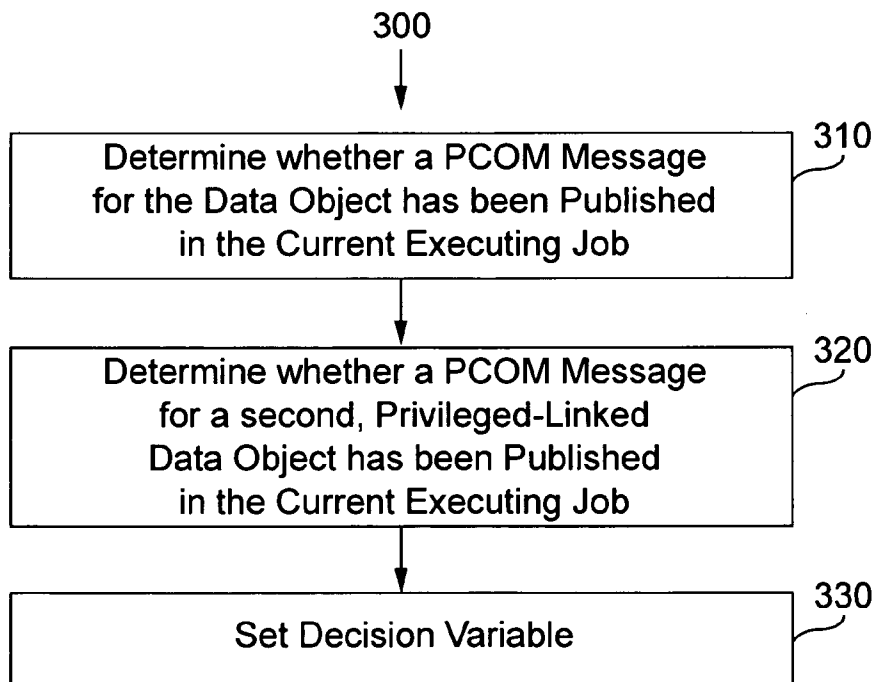 300
310
Determine whether a PCOM Message
for the Data Object has been Published
in the Current Executing Job
320
Determine whether a PCOM Message
for a second, Privileged-Linked
Data Object has been Published
in the Current Executing Job
330
Set Decision Variable